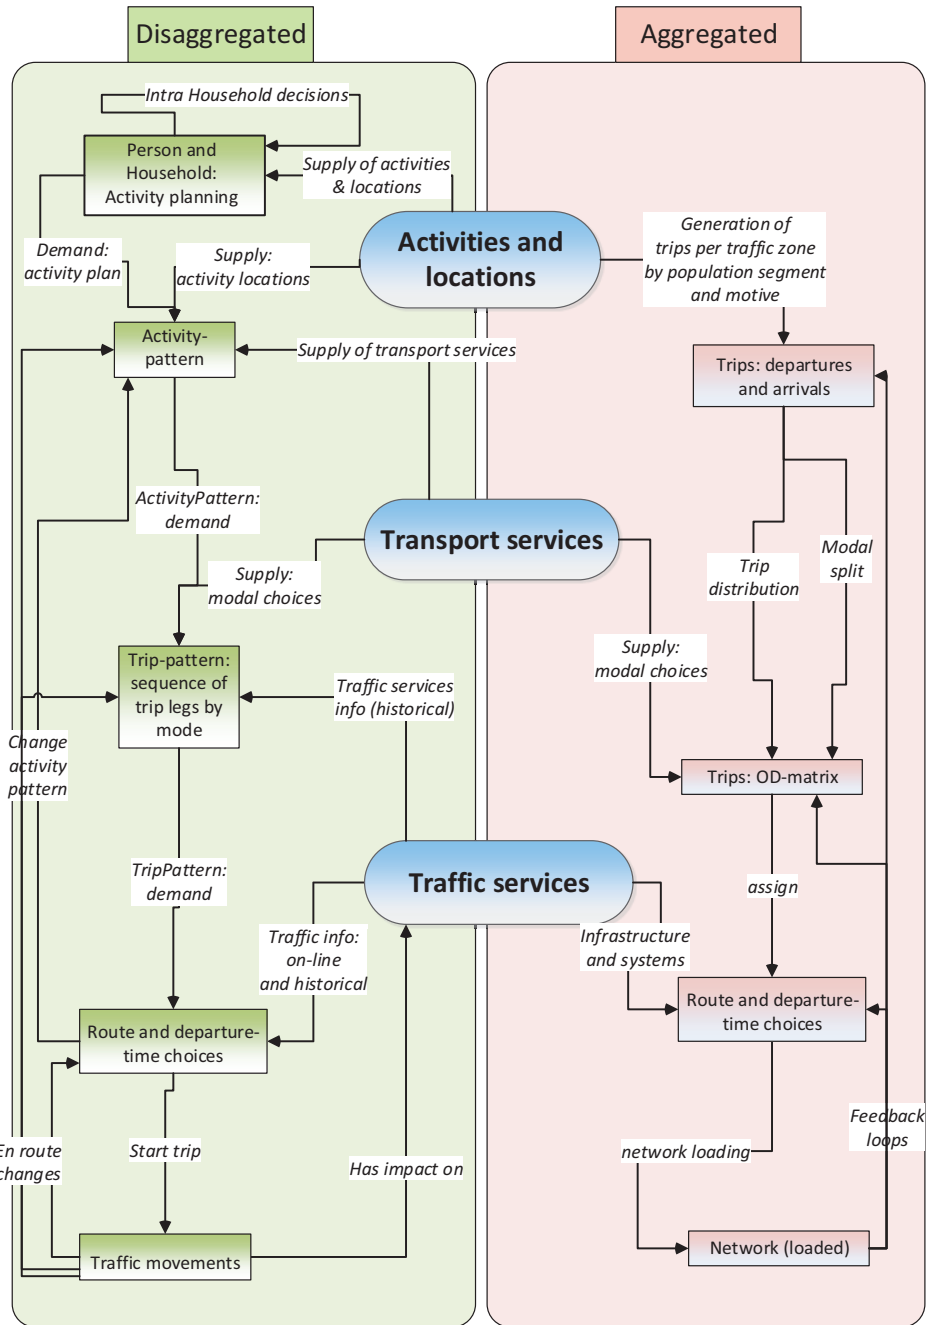 Disaggregated
Aggregated
Intra Household decisions
Person and
Household:
Activity planning
Supply of activities
& locations
Activities and
locations
Generation of
trips per traffic zone
by population segment
and motive
Demand:
activity plan
Supply:
activity locations
Activity-
pattern
Supply of transport services
Trips: departures
and arrivals
ActivityPattern:
demand
Transport services
Supply:
modal choices
Trip
distribution
Modal
split
Supply:
modal choices
Trip-pattern:
sequence of
trip legs by
mode
Traffic services
info (historical)
Change
activity
pattern
Trips: OD-matrix
TripPattern:
demand
Traffic services
assign
Traffic info:
on-line
and historical
Infrastructure
and systems
Route and departure-
time choices
Route and departure-
time choices
En route
changes
Start trip
Has impact on
network loading
Feedback
loops
Traffic movements
Network (loaded)